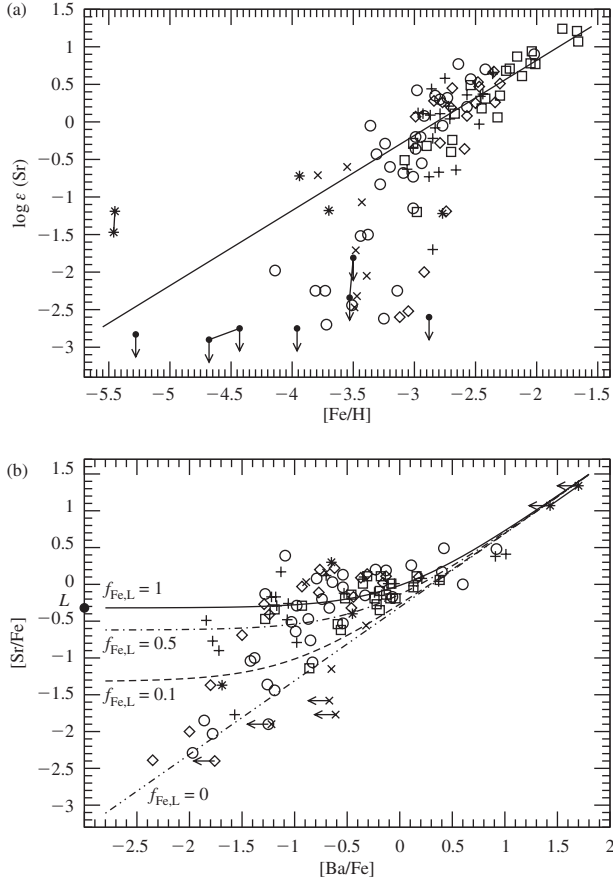 (a)
1.5
1
0.5
0
−0.5
−1
−1.5
−2
−2.5
−3
log ε (Sr)
−5.5 −5 −4.5 −4 −3.5 −3 −2.5 −2 −1.5
[Fe/H]
(b)
1.5
1
0.5
0
L
−0.5
−1
−1.5
−2
−2.5
−3
[Sr/Fe]
f_Fe,L = 1
f_Fe,L = 0.5
f_Fe,L = 0.1
f_Fe,L = 0
−2.5 −2 −1.5 −1 −0.5 0 0.5 1 1.5 2
[Ba/Fe]